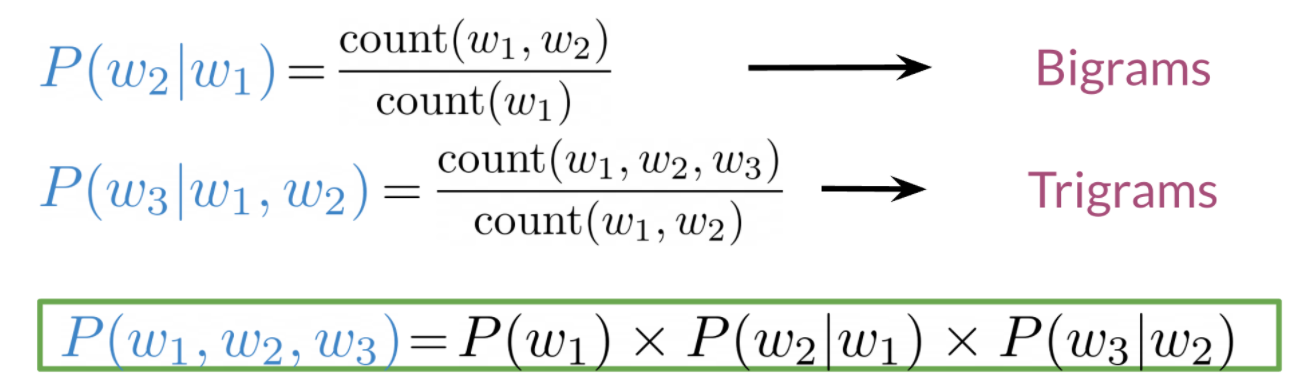 P(w₂|w₁) = count(w₁, w₂) / count(w₁) → Bigrams
P(w₃|w₁, w₂) = count(w₁, w₂, w₃) / count(w₁, w₂) → Trigrams
P(w₁, w₂, w₃) = P(w₁) × P(w₂|w₁) × P(w₃|w₂)